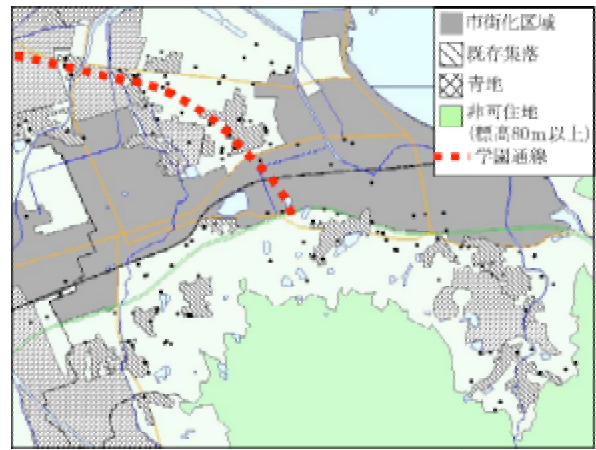 市街化区域
既存集落
青地
非可住地
(標高80m以上)
学園通線